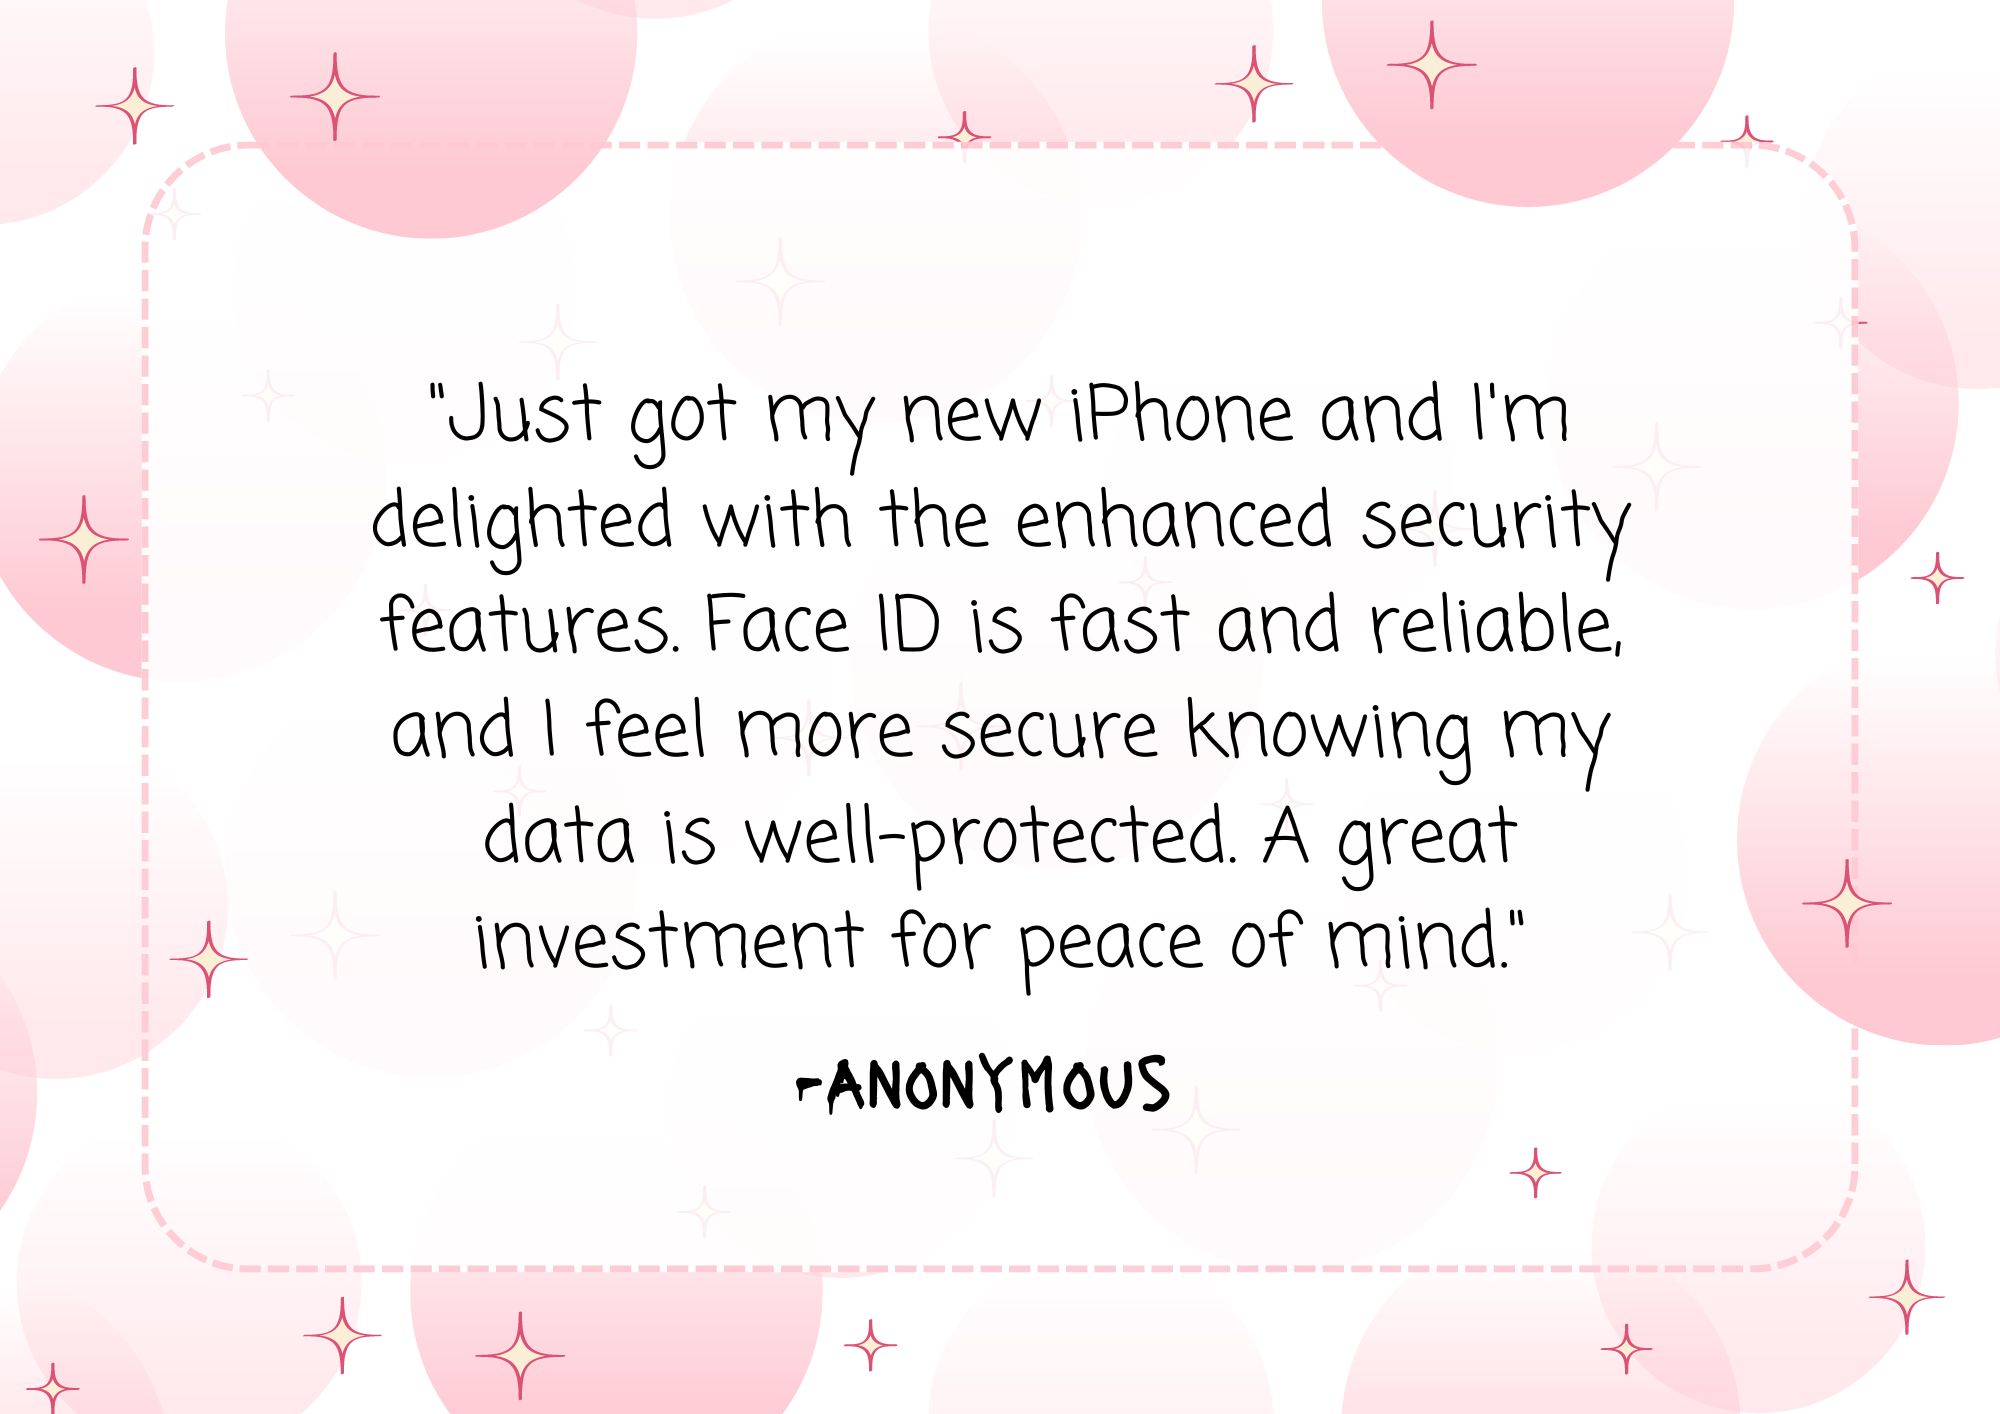 "Just got my new iPhone and I'm
delighted with the enhanced security
features. Face ID is fast and reliable,
and I feel more secure knowing my
data is well-protected. A great
investment for peace of mind."
-ANONYMOUS